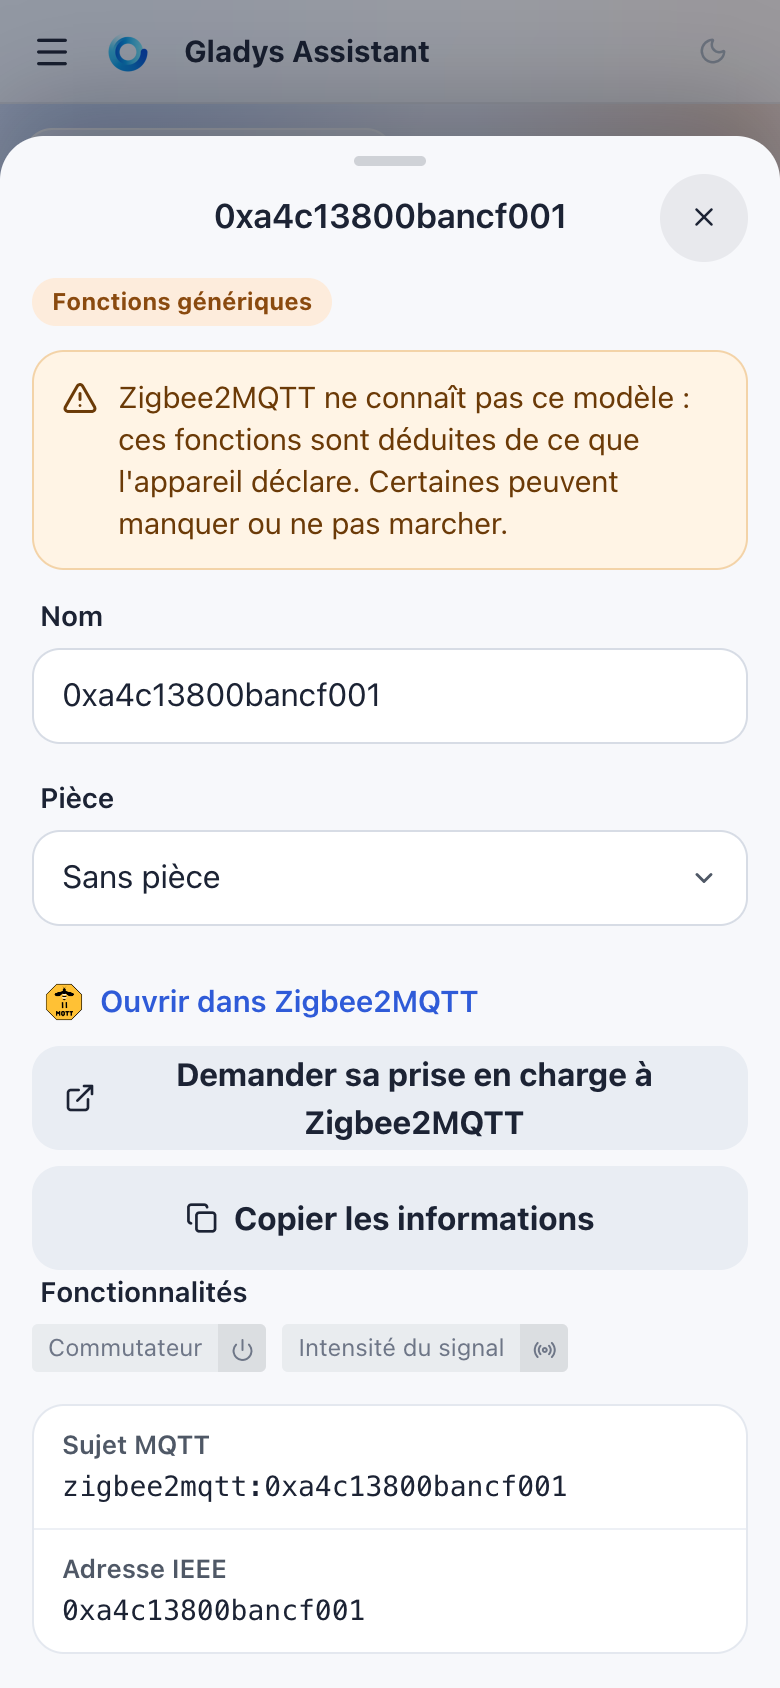 Gladys Assistant
0xa4c13800bancf001
Fonctions génériques
Zigbee2MQTT ne connaît pas ce modèle :
ces fonctions sont déduites de ce que
l'appareil déclare. Certaines peuvent
manquer ou ne pas marcher.
Nom
0xa4c13800bancf001
Pièce
Sans pièce
MQTT
Ouvrir dans Zigbee2MQTT
Demander sa prise en charge à
Zigbee2MQTT
Copier les informations
Fonctionnalités
Commutateur
Intensité du signal
Sujet MQTT
zigbee2mqtt:0xa4c13800bancf001
Adresse IEEE
0xa4c13800bancf001